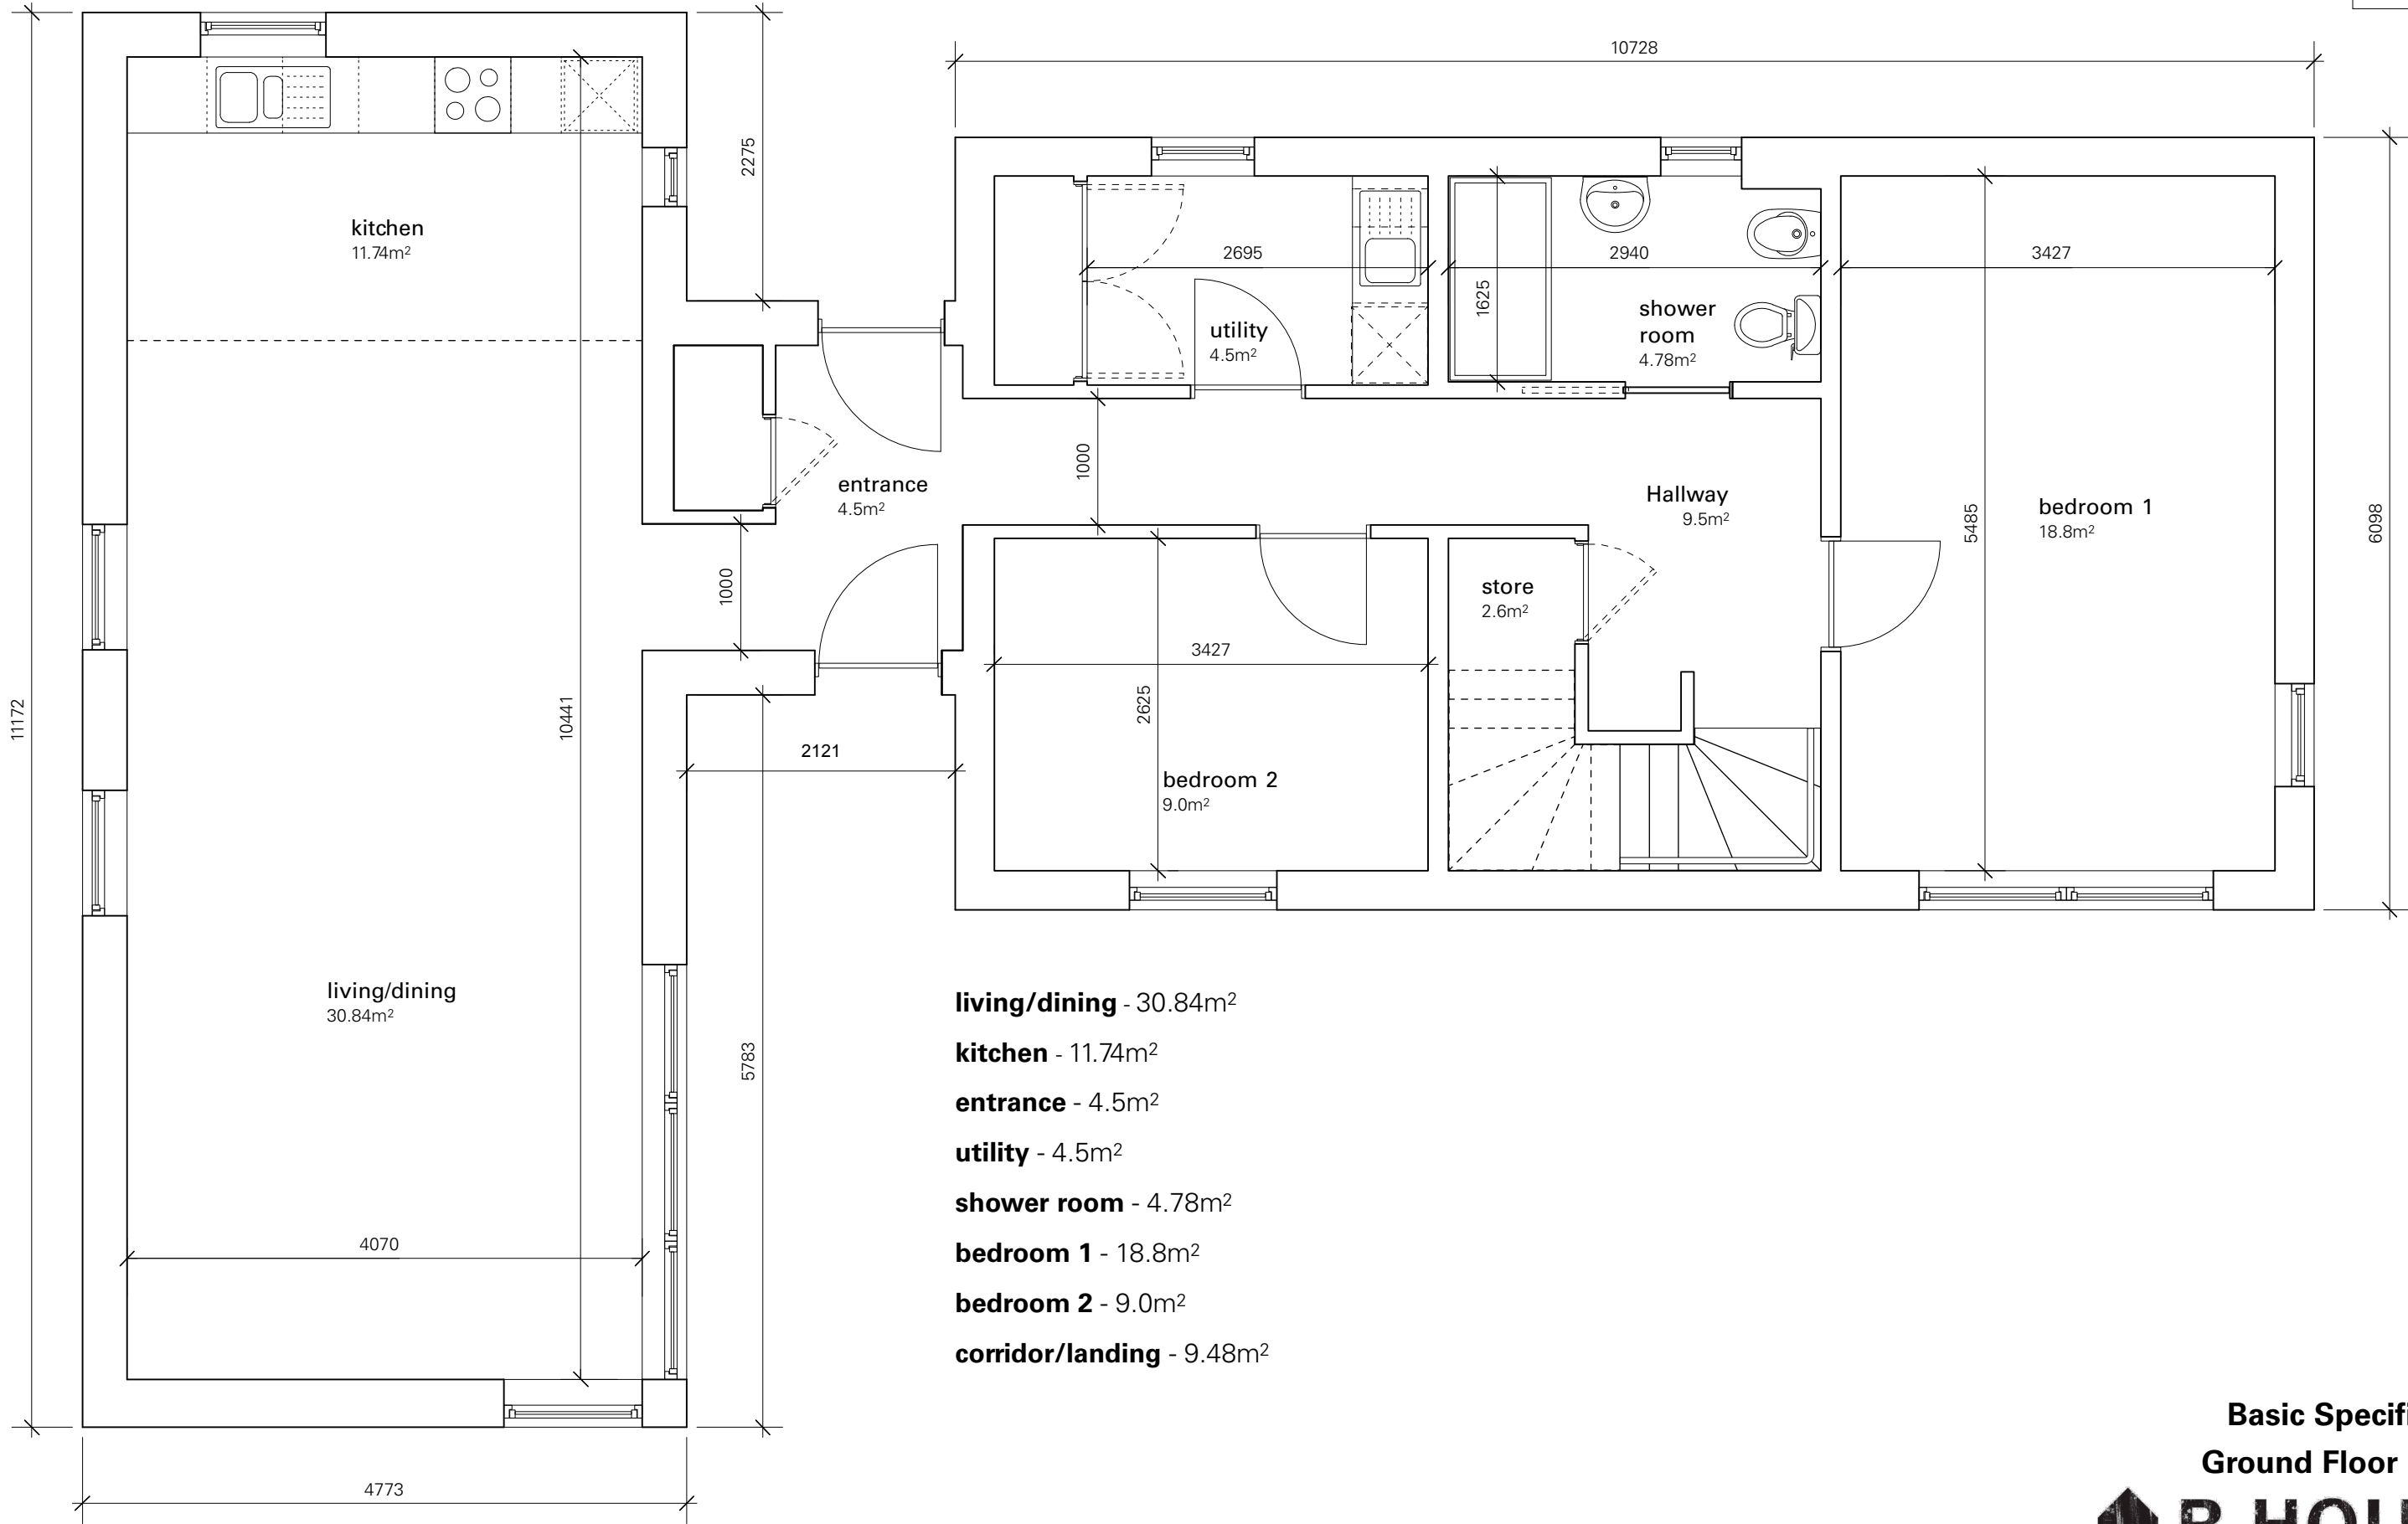 10728
2275
kitchen
11.74m²
2695
2940
3427
1625
utility
4.5m²
shower
room
4.78m²
entrance
4.5m²
1000
Hallway
9.5m²
5485
bedroom 1
18.8m²
6098
1000
store
2.6m²
3427
2625
11172
10441
2121
bedroom 2
9.0m²
living/dining
30.84m²
5783
4070
4773
living/dining - 30.84m²
kitchen - 11.74m²
entrance - 4.5m²
utility - 4.5m²
shower room - 4.78m²
bedroom 1 - 18.8m²
bedroom 2 - 9.0m²
corridor/landing - 9.48m²
Basic Specifi
Ground Floor
R HOU